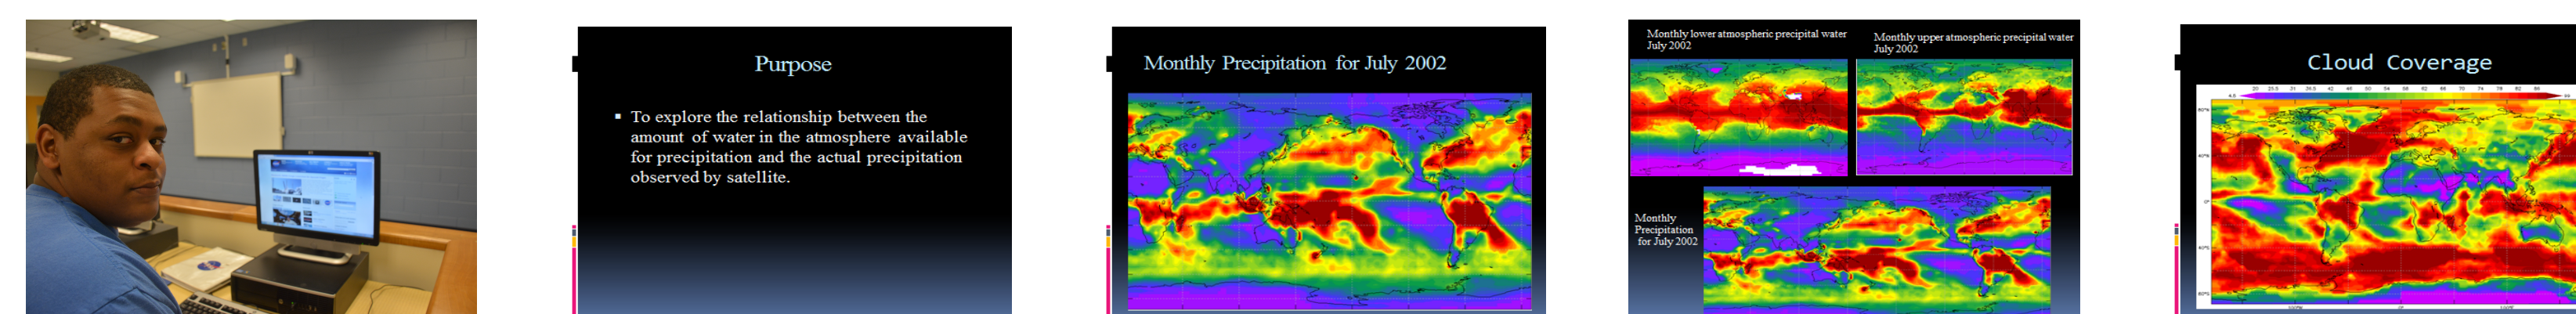 Purpose
▪ To explore the relationship between the
amount of water in the atmosphere available
for precipitation and the actual precipitation
observed by satellite.
Monthly Precipitation for July 2002
Monthly lower atmospheric precipital water
July 2002
Monthly upper atmospheric precipital water
July 2002
Monthly
Precipitation
for July 2002
Cloud Coverage